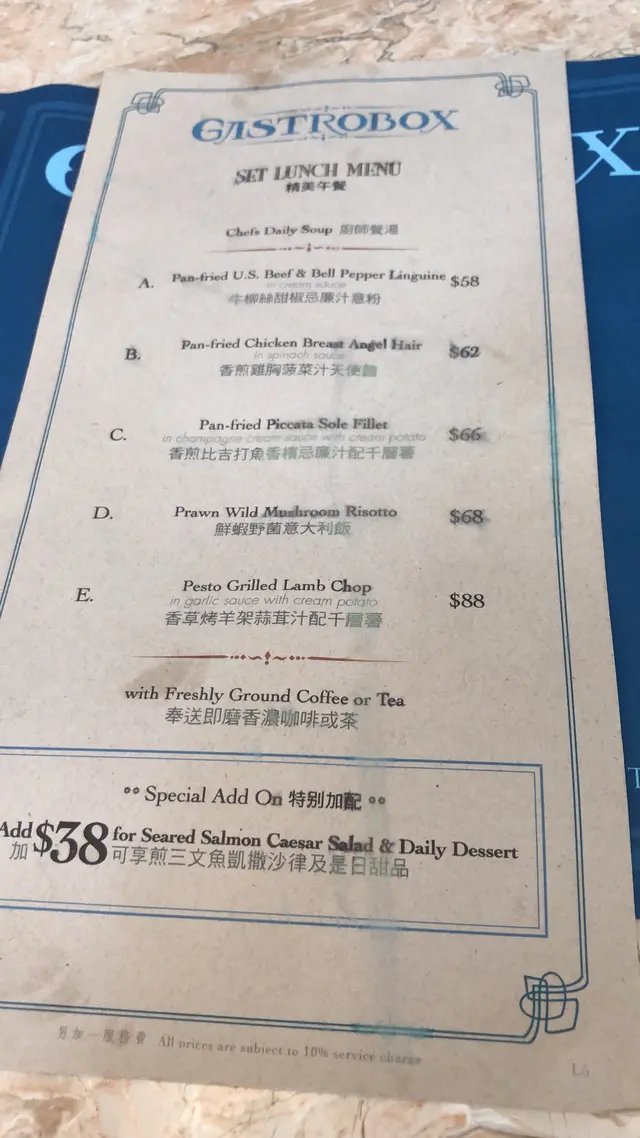 GASTROBOX
SET LUNCH MENU
精美午餐
Chef's Daily Soup 廚師餐湯
A. Pan-fried U.S. Beef & Bell Pepper Linguine $58
in cream sauce
牛柳絲甜椒忌廉汁意粉
B. Pan-fried Chicken Breast Angel Hair $62
in spinach sauce
香煎雞胸菠菜汁天使麵
C. Pan-fried Piccata Sole Fillet $66
in champagne cream sauce with cream potato
香煎比吉打魚香檳忌廉汁配千層薯
D. Prawn Wild Mushroom Risotto $68
鮮蝦野菌意大利飯
E. Pesto Grilled Lamb Chop $88
in garlic sauce with cream potato
香草烤羊架蒜茸汁配千層薯
with Freshly Ground Coffee or Tea
奉送即磨香濃咖啡或茶
Special Add On 特別加配
Add $38 for Seared Salmon Caesar Salad & Daily Dessert
加 可享煎三文魚凱撒沙律及是日甜品
另加一服務費 All prices are subject to 10% service charge
L5
X